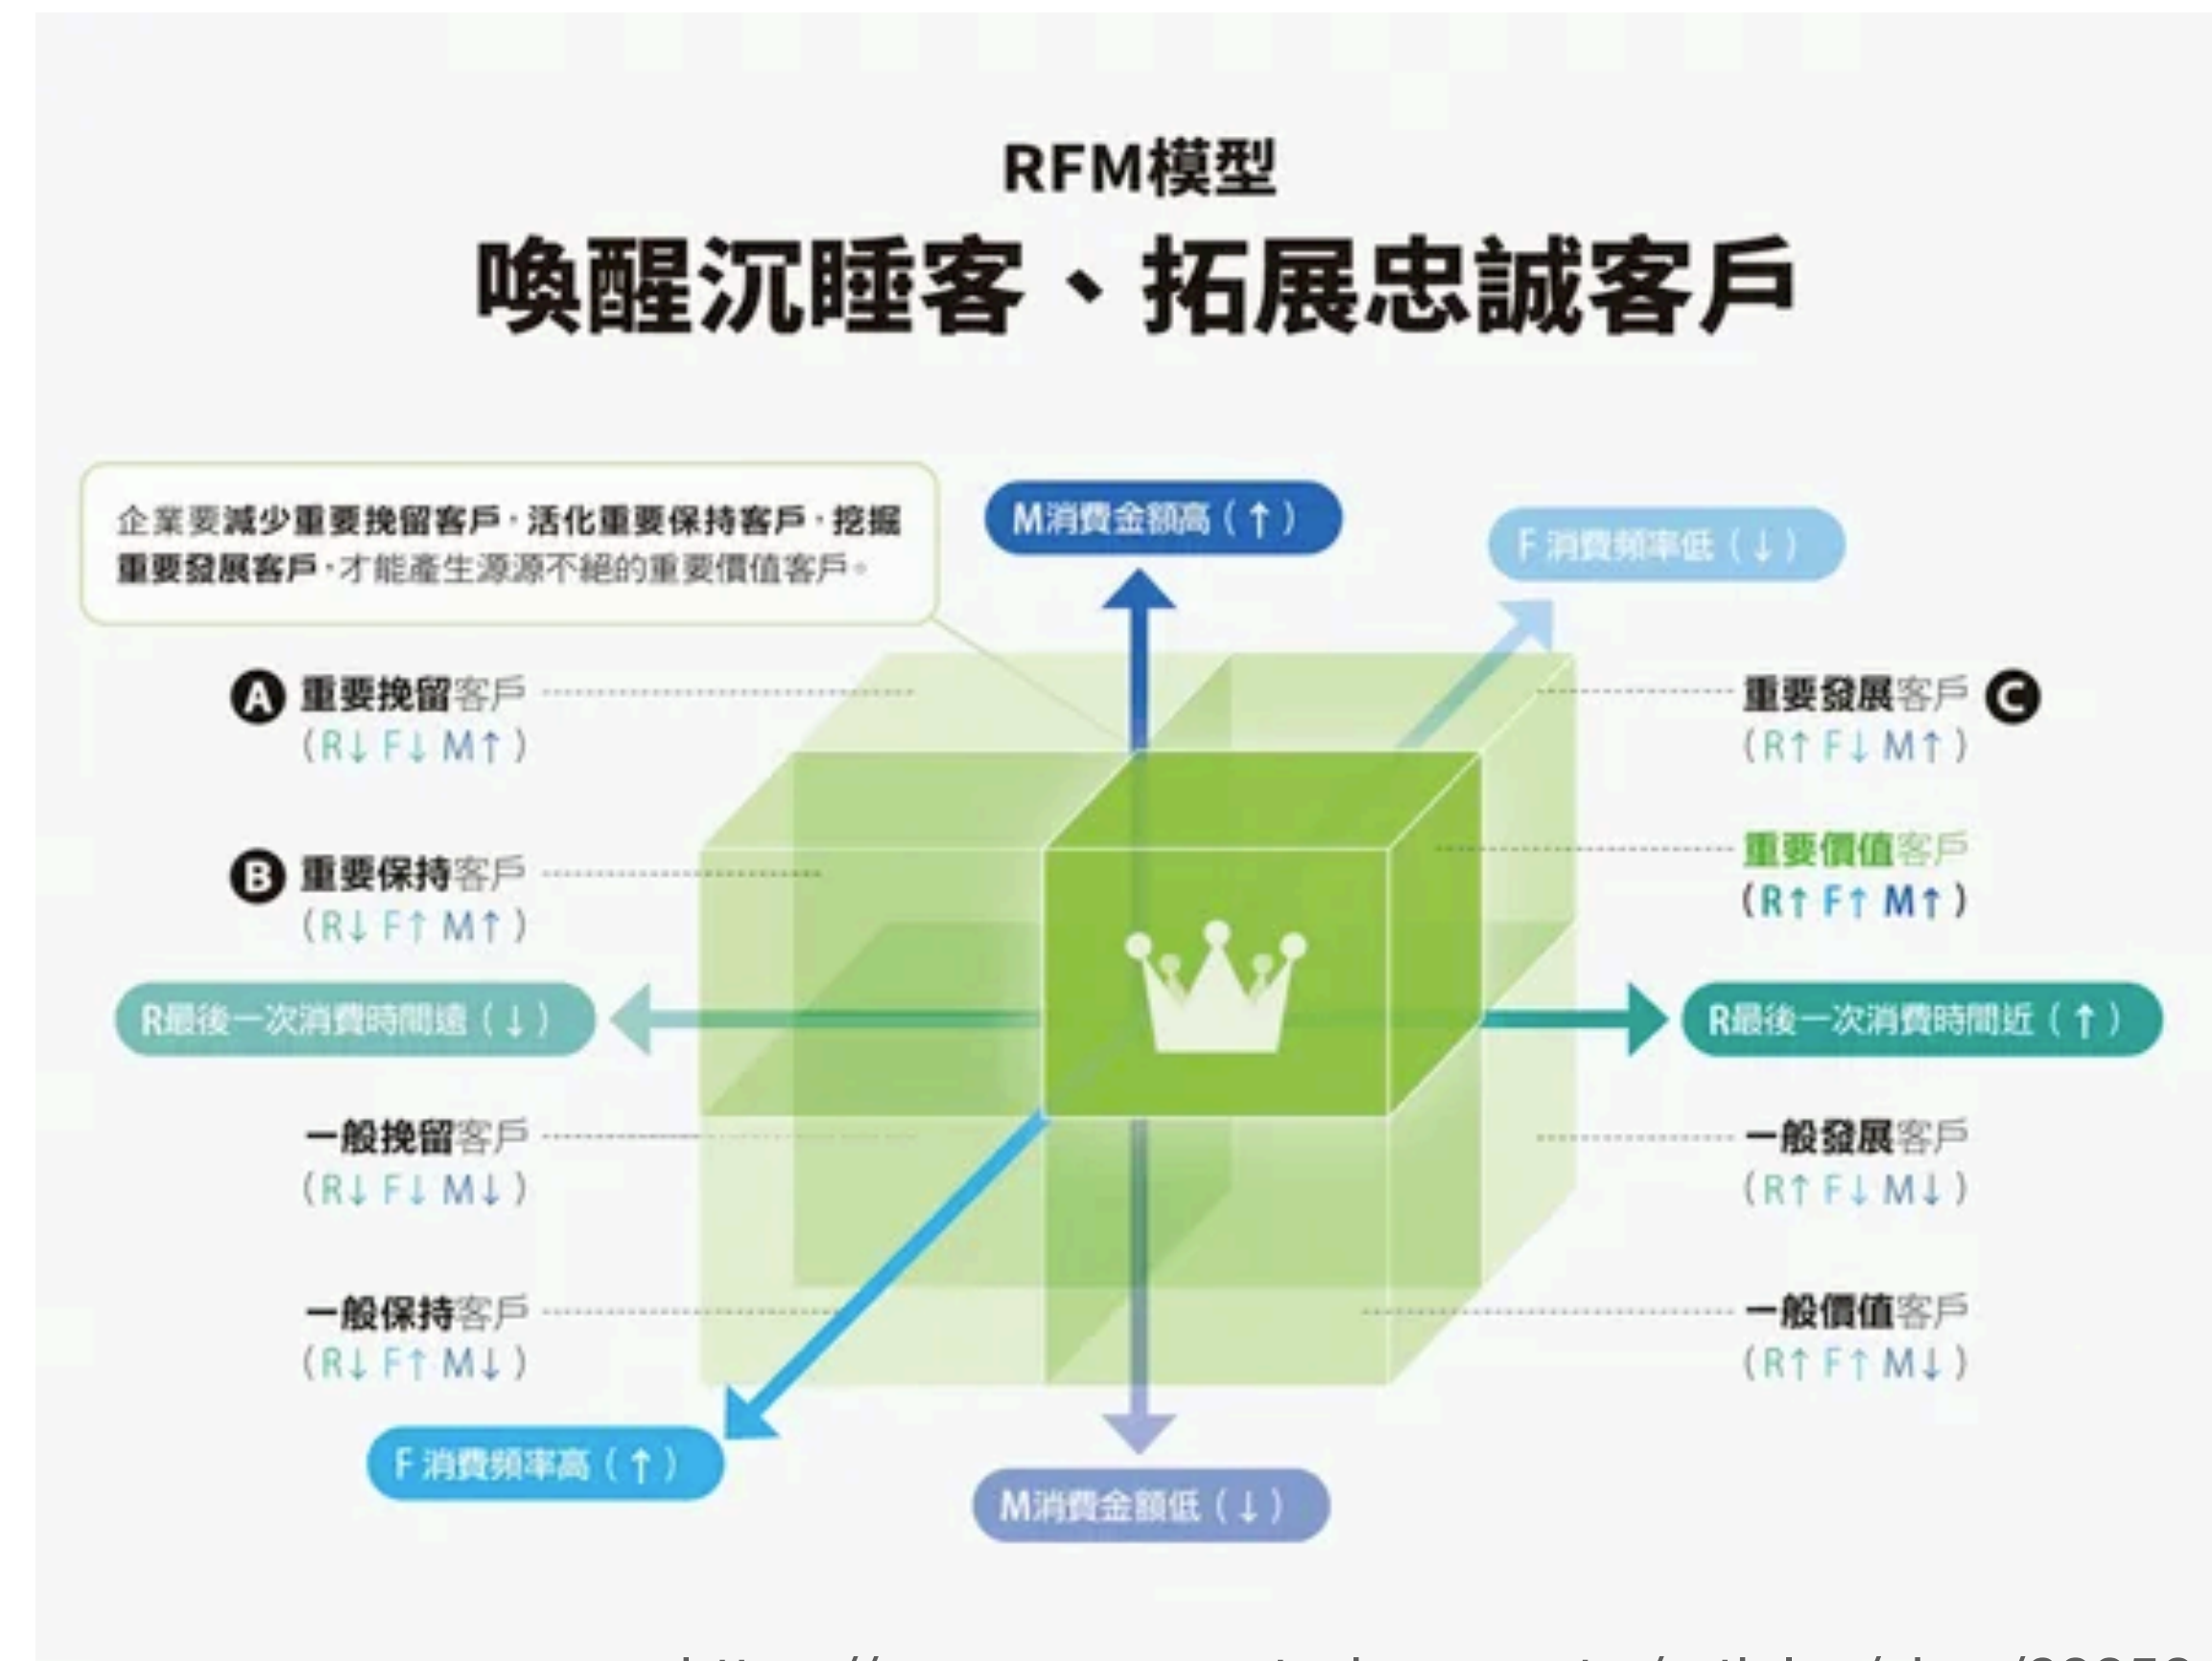 RFM模型
喚醒沉睡客、拓展忠誠客戶
企業要減少重要挽留客戶,活化重要保持客戶,挖掘
重要發展客戶,才能產生源源不絕的重要價值客戶。
M消費金額高(↑)
F 消費頻率低(↓)
A 重要挽留客戶
(R↓ F↓ M↑)
重要發展客戶 C
(R↑ F↓ M↑)
B 重要保持客戶
(R↓ F↑ M↑)
重要價值客戶
(R↑ F↑ M↑)
R最後一次消費時間遠(↓)
R最後一次消費時間近(↑)
一般挽留客戶
(R↓ F↓ M↓)
一般發展客戶
(R↑ F↓ M↓)
一般保持客戶
(R↓ F↑ M↓)
一般價值客戶
(R↑ F↑ M↓)
F 消費頻率高(↑)
M消費金額低(↓)